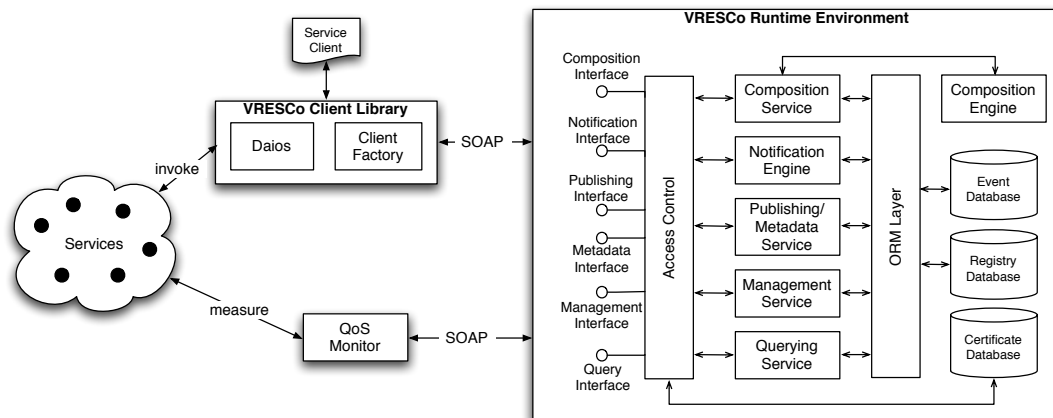 VRESCo Runtime Environment
Service
Client
VRESCo Client Library
Daios
Client
Factory
SOAP
invoke
Services
measure
QoS
Monitor
SOAP
Composition
Interface
Notification
Interface
Publishing
Interface
Metadata
Interface
Management
Interface
Query
Interface
Access Control
Composition
Service
Notification
Engine
Publishing/
Metadata
Service
Management
Service
Querying
Service
ORM Layer
Composition
Engine
Event
Database
Registry
Database
Certificate
Database